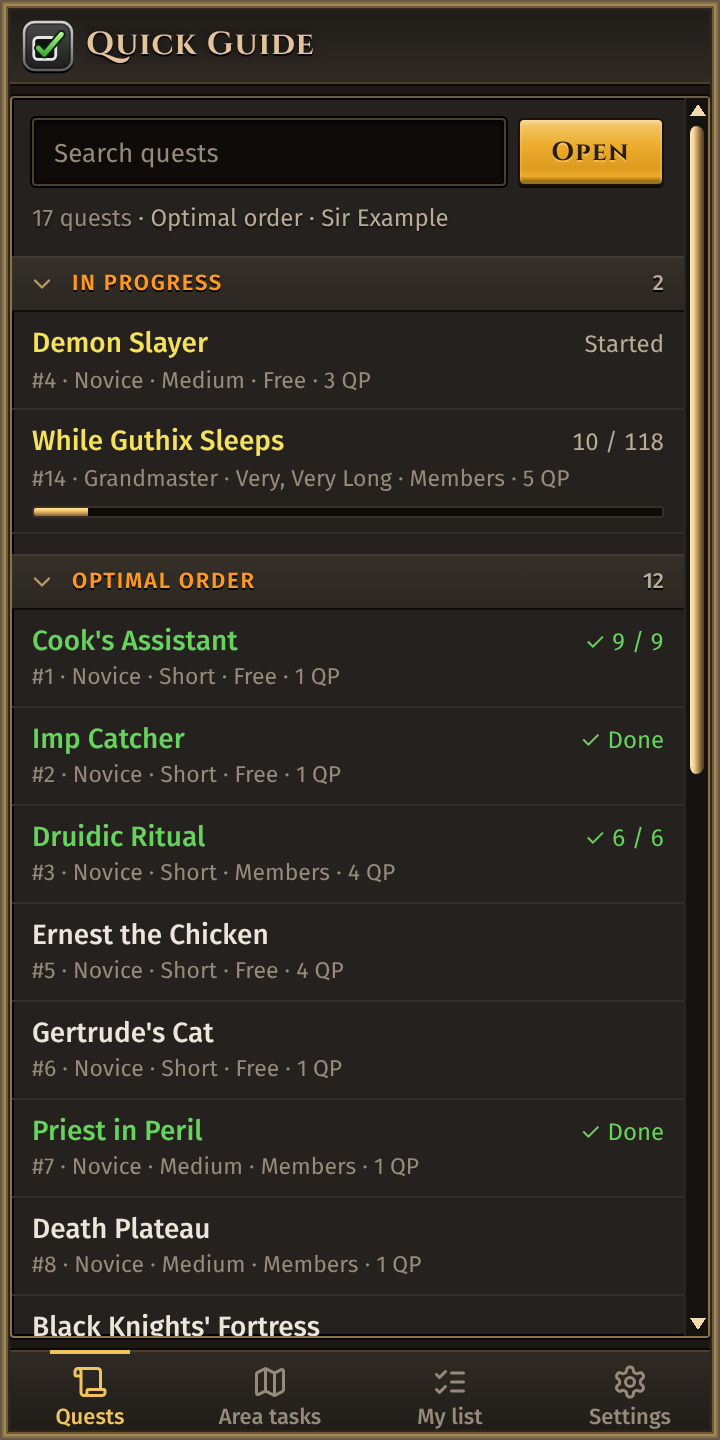 Quick Guide
Search quests
Open
17 quests · Optimal order · Sir Example
IN PROGRESS 2
Demon Slayer Started
#4 · Novice · Medium · Free · 3 QP
While Guthix Sleeps 10 / 118
#14 · Grandmaster · Very, Very Long · Members · 5 QP
OPTIMAL ORDER 12
Cook's Assistant ✓ 9 / 9
#1 · Novice · Short · Free · 1 QP
Imp Catcher ✓ Done
#2 · Novice · Short · Free · 1 QP
Druidic Ritual ✓ 6 / 6
#3 · Novice · Short · Members · 4 QP
Ernest the Chicken
#5 · Novice · Short · Free · 4 QP
Gertrude's Cat
#6 · Novice · Short · Free · 1 QP
Priest in Peril ✓ Done
#7 · Novice · Medium · Members · 1 QP
Death Plateau
#8 · Novice · Medium · Members · 1 QP
Black Knights' Fortress
Quests Area tasks My list Settings